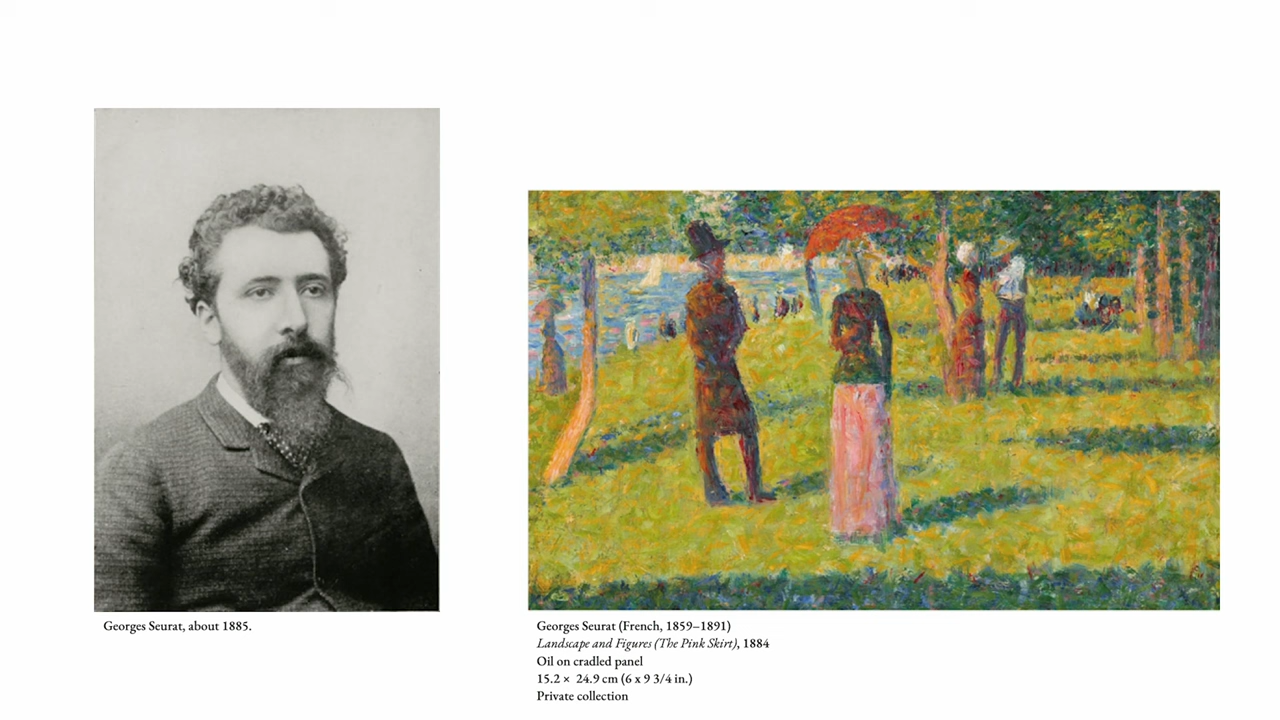 Georges Seurat, about 1885.
Georges Seurat (French, 1859–1891)
Landscape and Figures (The Pink Skirt), 1884
Oil on cradled panel
15.2 × 24.9 cm (6 x 9 3/4 in.)
Private collection